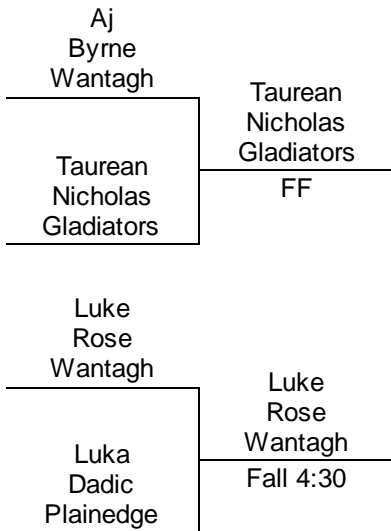 Aj
Byrne
Wantagh
Taurean
Nicholas
Gladiators
Taurean
Nicholas
Gladiators
FF
Luke
Rose
Wantagh
Luka
Dadic
Plainedge
Luke
Rose
Wantagh
Fall 4:30